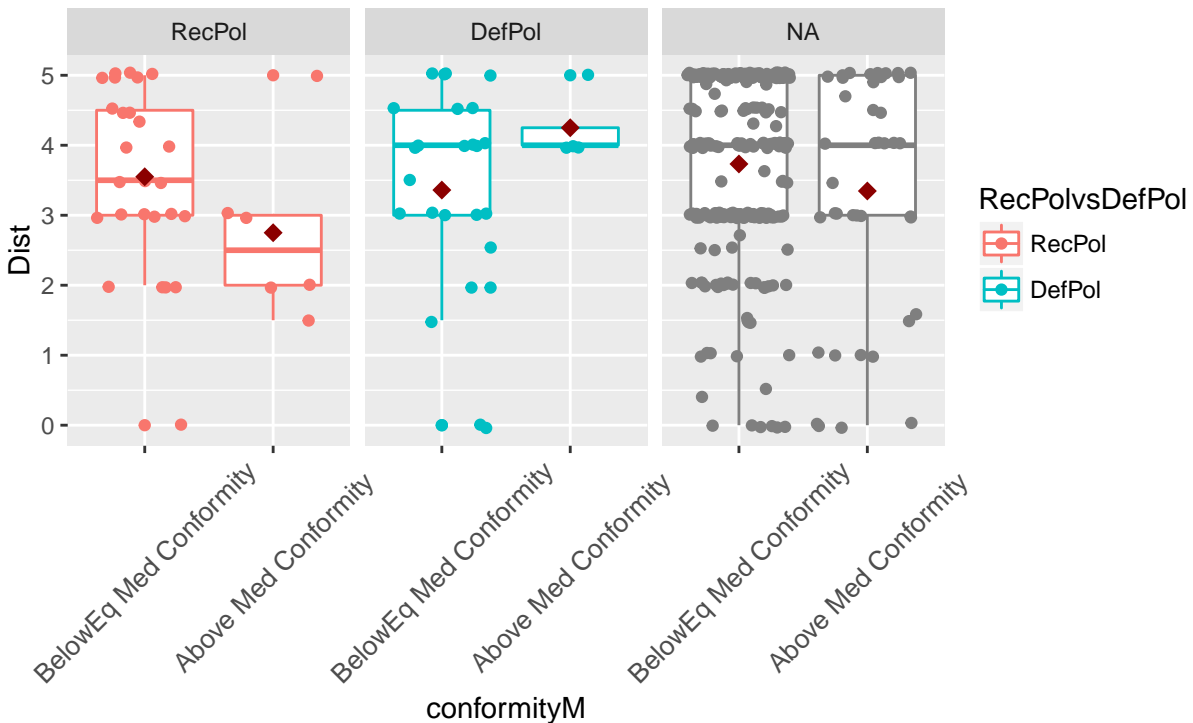 RecPol DefPol NA
5
4
3
2
1
0
Dist
BelowEq Med Conformity
Above Med Conformity
BelowEq Med Conformity
Above Med Conformity
BelowEq Med Conformity
Above Med Conformity
conformityM
RecPolvsDefPol
RecPol
DefPol